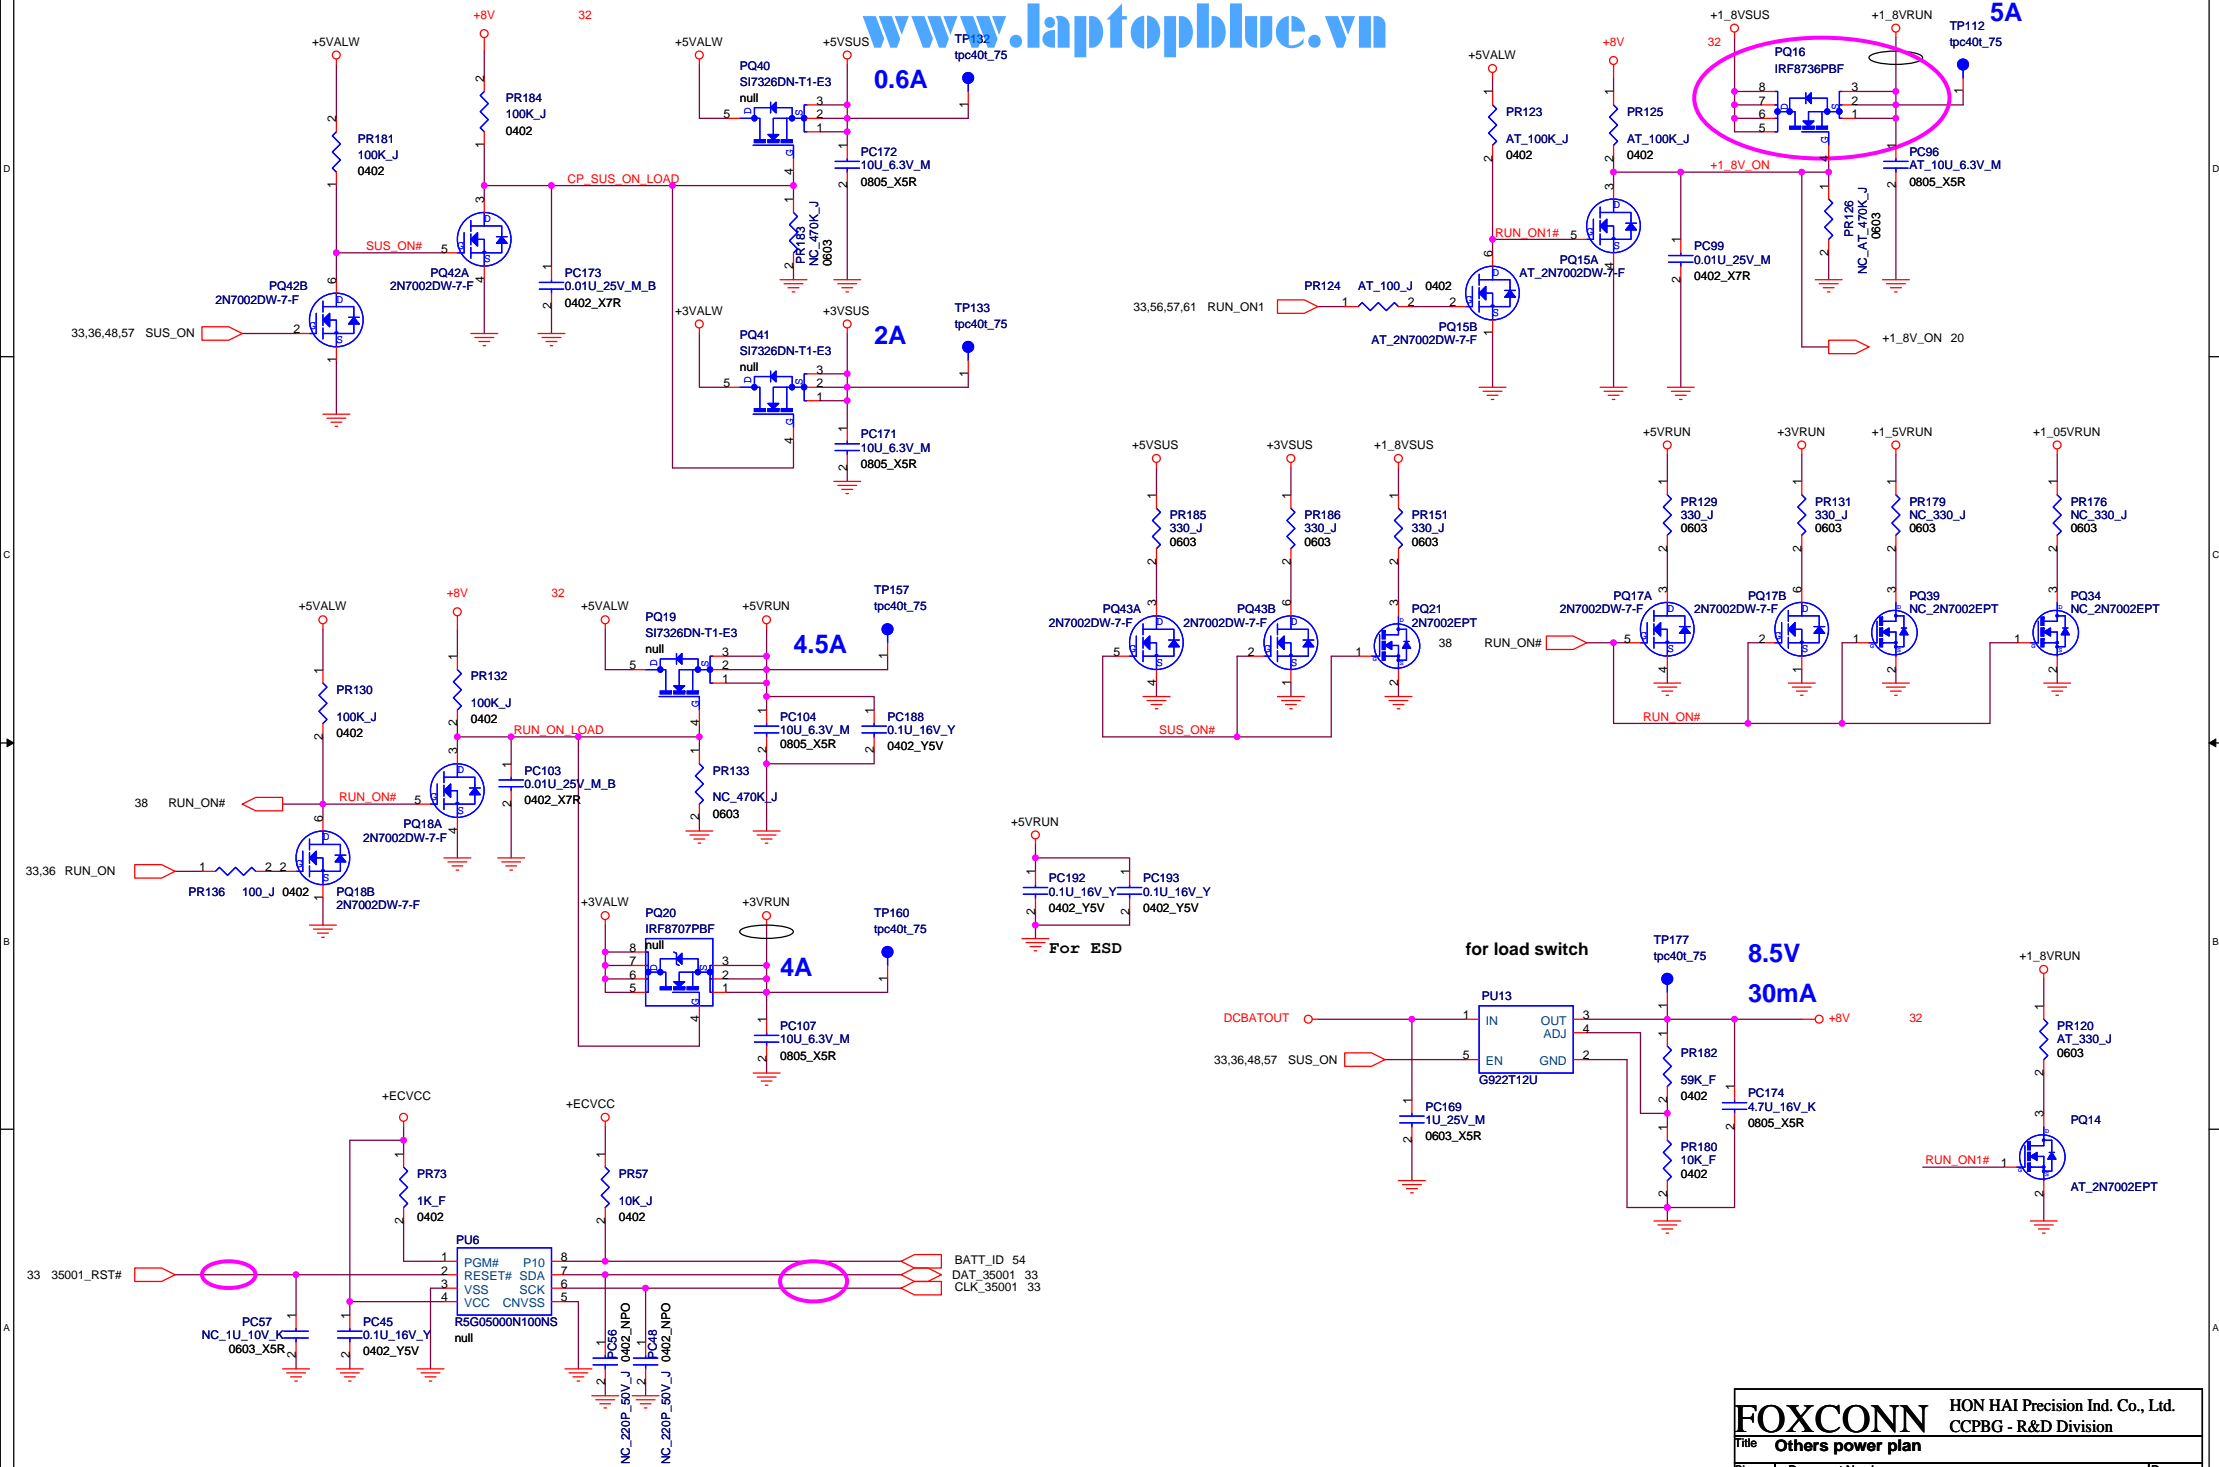 www.laptopblue.vn
+8V 32
+5VALW
PR184
100K_J
0402
PR181
100K_J
0402
CP_SUS_ON_LOAD
SUS_ON#
PQ42A
2N7002DW-7-F
PQ42B
2N7002DW-7-F
33,36,48,57 SUS_ON
PC173
0.01U_25V_M_B
0402_X7R
+5VALW
+5VSUS
PQ40
SI7326DN-T1-E3
null
0.6A
TP132
tpc40t_75
PC172
10U_6.3V_M
0805_X5R
PR183
NC_470K_J
0603
+3VALW
+3VSUS
PQ41
SI7326DN-T1-E3
null
2A
TP133
tpc40t_75
PC171
10U_6.3V_M
0805_X5R
+5VALW
+8V 32
PR123
AT_100K_J
0402
PR125
AT_100K_J
0402
+1_8VSUS
+1_8VRUN
5A
TP112
tpc40t_75
PQ16
IRF8736PBF
PC96
AT_10U_6.3V_M
0805_X5R
+1_8V_ON
PR126
NC_AT_470K_J
0603
RUN_ON1#
PQ15A
AT_2N7002DW-7-F
PC99
0.01U_25V_M
0402_X7R
PR124 AT_100_J 0402
33,56,57,61 RUN_ON1
PQ15B
AT_2N7002DW-7-F
+1_8V_ON 20
+5VSUS
+3VSUS
+1_8VSUS
PR185
330_J
0603
PR186
330_J
0603
PR151
330_J
0603
PQ43A
2N7002DW-7-F
PQ43B
2N7002DW-7-F
PQ21
2N7002EPT
SUS_ON#
+5VRUN
+3VRUN
+1_5VRUN
+1_05VRUN
PR129
330_J
0603
PR131
330_J
0603
PR179
NC_330_J
0603
PR176
NC_330_J
0603
PQ17A
2N7002DW-7-F
PQ17B
2N7002DW-7-F
PQ39
NC_2N7002EPT
PQ34
NC_2N7002EPT
38 RUN_ON#
RUN_ON#
+5VALW
+8V 32
PR130
100K_J
0402
PR132
100K_J
0402
RUN_ON_LOAD
38 RUN_ON#
RUN_ON#
PQ18A
2N7002DW-7-F
33,36 RUN_ON
PR136 100_J 0402
PQ18B
2N7002DW-7-F
PC103
0.01U_25V_M_B
0402_X7R
+5VALW
+5VRUN
PQ19
SI7326DN-T1-E3
null
4.5A
TP157
tpc40t_75
PC104
10U_6.3V_M
0805_X5R
PC188
0.1U_16V_Y
0402_Y5V
PR133
NC_470K_J
0603
+3VALW
+3VRUN
PQ20
IRF8707PBF
null
4A
TP160
tpc40t_75
PC107
10U_6.3V_M
0805_X5R
+5VRUN
PC192
0.1U_16V_Y
0402_Y5V
PC193
0.1U_16V_Y
0402_Y5V
For ESD
for load switch
TP177
tpc40t_75
8.5V
30mA
DCBATOUT
PU13
IN OUT
ADJ
EN GND
G922T12U
33,36,48,57 SUS_ON
+8V 32
PR182
59K_F
0402
PC174
4.7U_16V_K
0805_X5R
PC169
1U_25V_M
0603_X5R
PR180
10K_F
0402
+1_8VRUN
PR120
AT_330_J
0603
PQ14
RUN_ON1#
AT_2N7002EPT
+ECVCC
+ECVCC
PR73
1K_F
0402
PR57
10K_J
0402
PU6
PGM# P10
RESET# SDA
VSS SCK
VCC CNVSS
R5G05000N100NS
null
33 35001_RST#
BATT_ID 54
DAT_35001 33
CLK_35001 33
PC57
NC_1U_10V_K
0603_X5R
PC45
0.1U_16V_Y
0402_Y5V
PC56
NC_220P_50V_J
0402_NPO
PC48
NC_220P_50V_J
0402_NPO
FOXCONN
HON HAI Precision Ind. Co., Ltd.
CCPBG - R&D Division
Title Others power plan
D
C
B
A
D
C
B
A